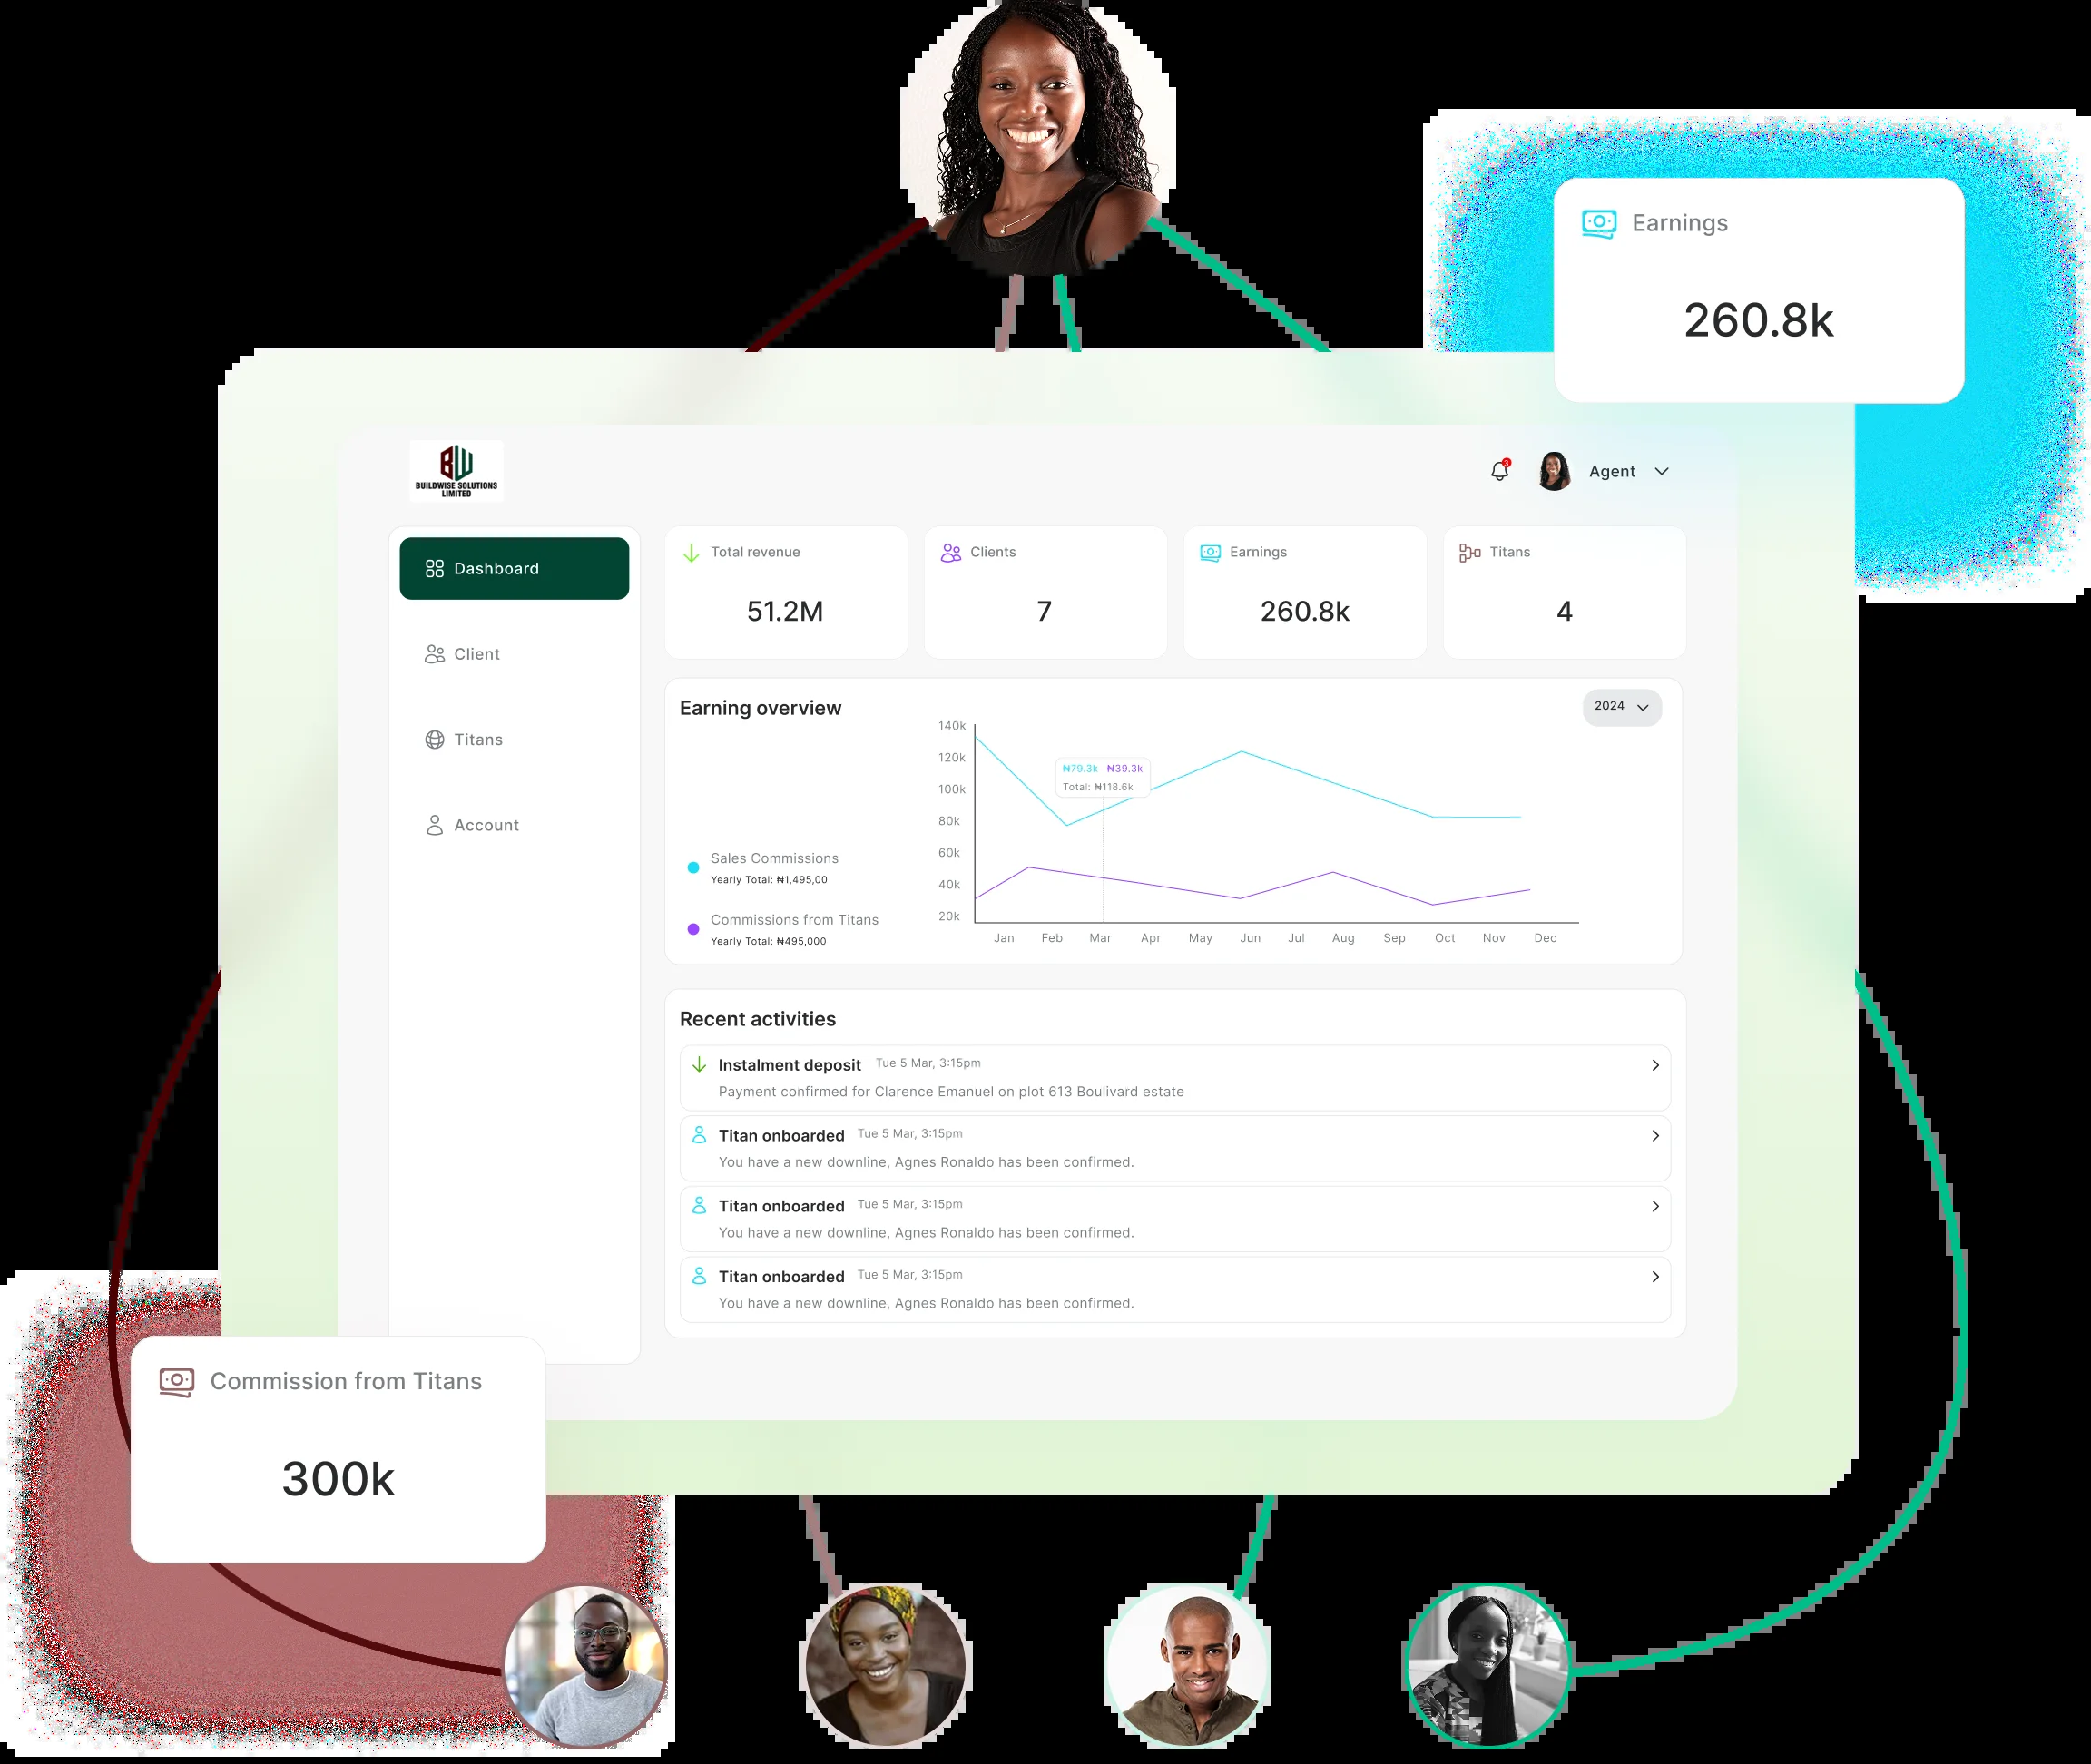 Earnings
260.8k
BW
BUILDWISE SOLUTIONS
LIMITED
3
Agent
Dashboard
Client
Titans
Account
Total revenue
51.2M
Clients
7
Earnings
260.8k
Titans
4
Earning overview
2024
140k
120k
100k
80k
60k
40k
20k
₦79.3k ₦39.3k
Total: ₦118.6k
Sales Commissions
Yearly Total: ₦1,495,00
Commissions from Titans
Yearly Total: ₦495,000
Jan Feb Mar Apr May Jun Jul Aug Sep Oct Nov Dec
Recent activities
Instalment deposit Tue 5 Mar, 3:15pm
Payment confirmed for Clarence Emanuel on plot 613 Boulivard estate
Titan onboarded Tue 5 Mar, 3:15pm
You have a new downline, Agnes Ronaldo has been confirmed.
Titan onboarded Tue 5 Mar, 3:15pm
You have a new downline, Agnes Ronaldo has been confirmed.
Titan onboarded Tue 5 Mar, 3:15pm
You have a new downline, Agnes Ronaldo has been confirmed.
Commission from Titans
300k